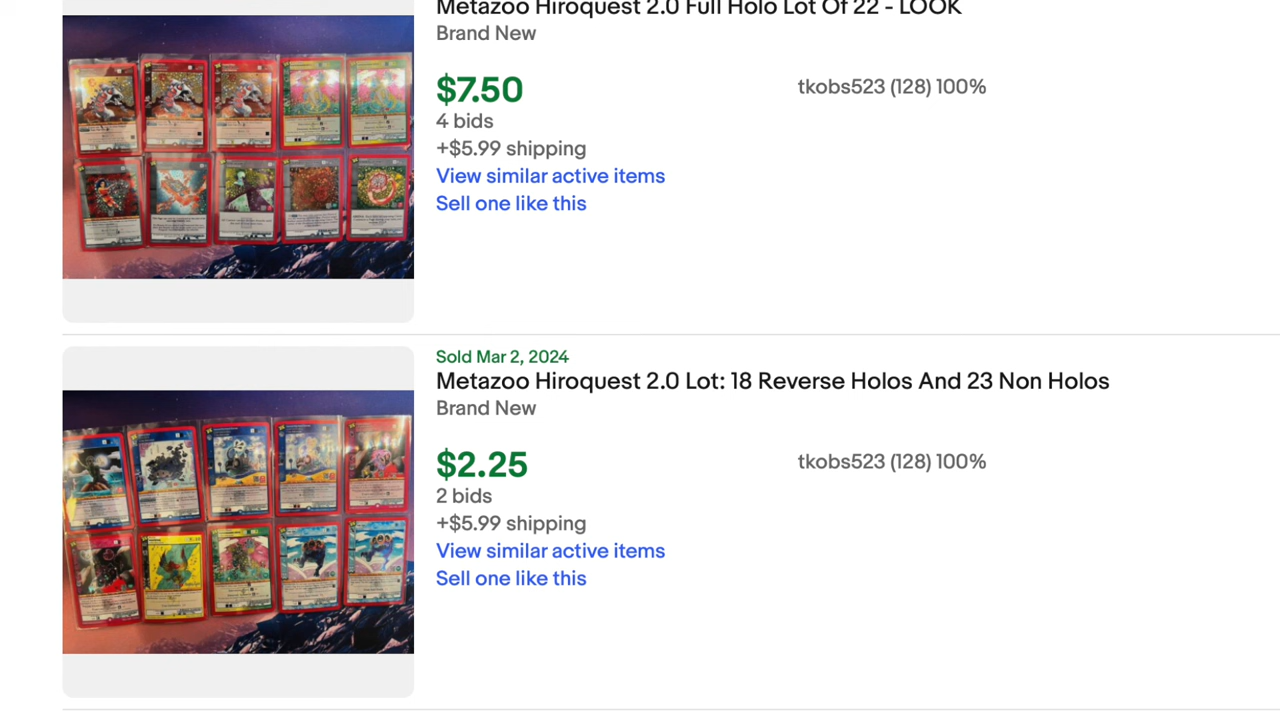 Metazoo Hiroquest 2.0 Full Holo Lot Of 22 - LOOK
Brand New
$7.50
tkobs523 (128) 100%
4 bids
+$5.99 shipping
View similar active items
Sell one like this
Sold Mar 2, 2024
Metazoo Hiroquest 2.0 Lot: 18 Reverse Holos And 23 Non Holos
Brand New
$2.25
tkobs523 (128) 100%
2 bids
+$5.99 shipping
View similar active items
Sell one like this